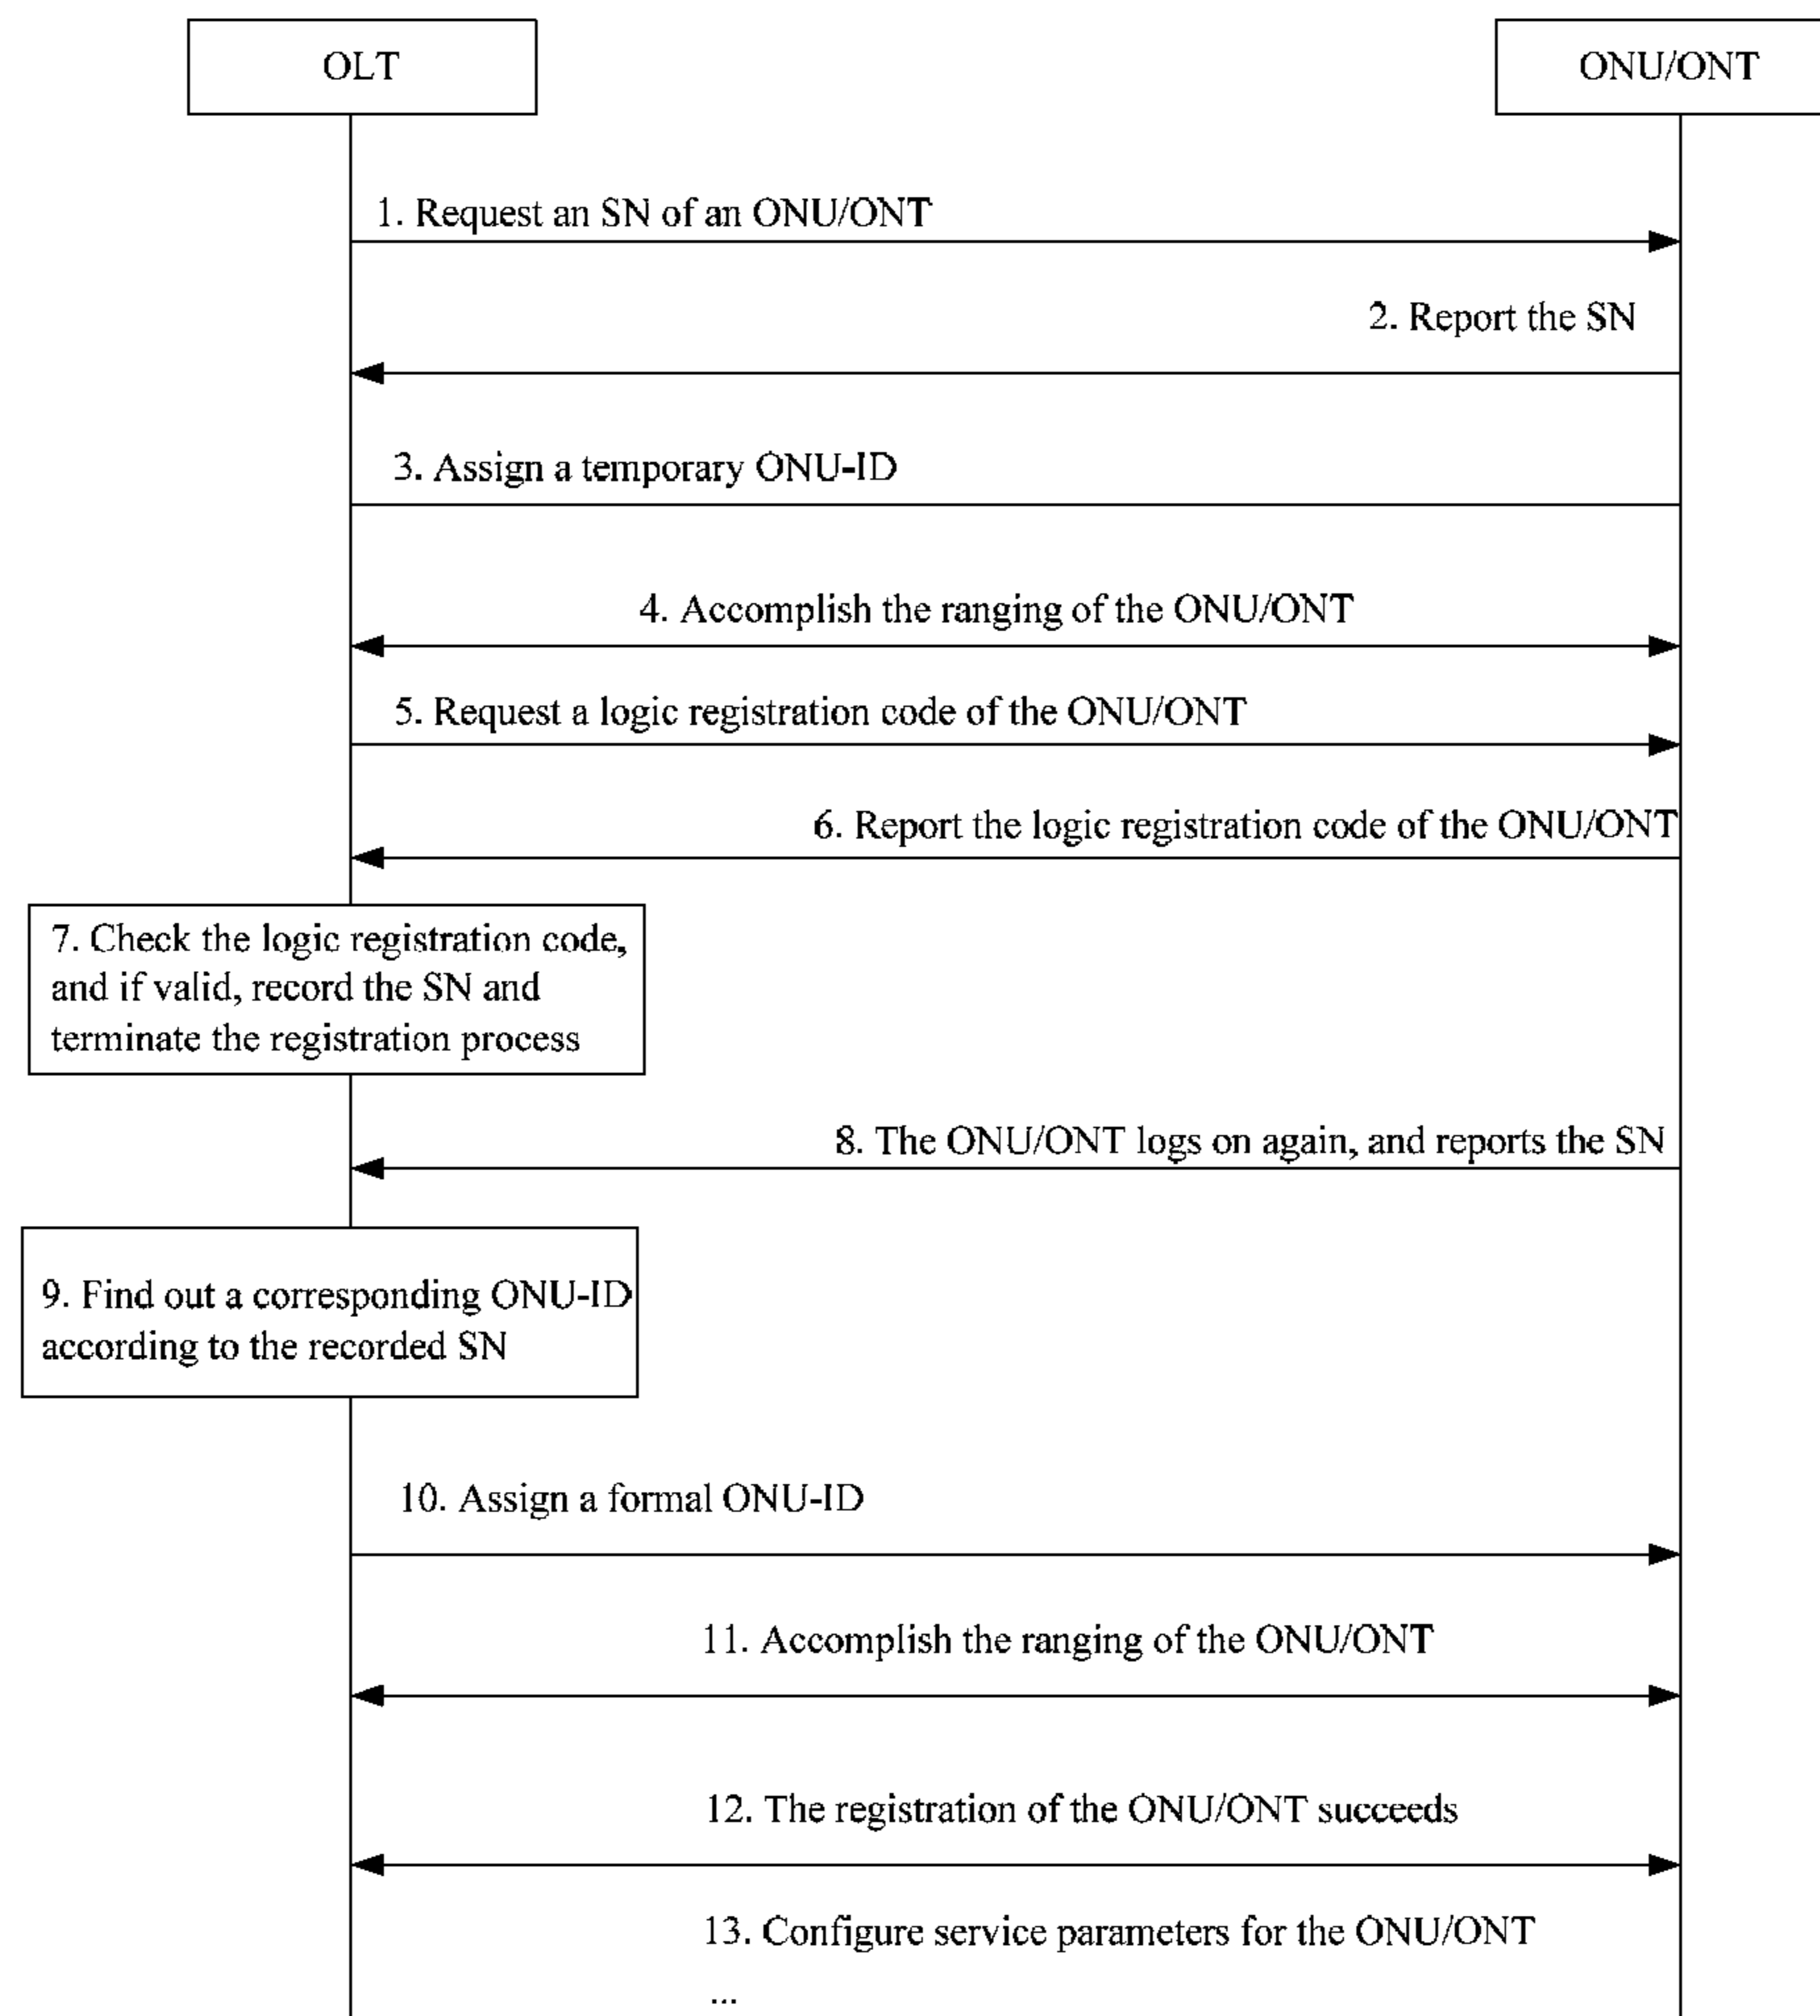 OLT
ONU/ONT
1. Request an SN of an ONU/ONT
2. Report the SN
3. Assign a temporary ONU-ID
4. Accomplish the ranging of the ONU/ONT
5. Request a logic registration code of the ONU/ONT
6. Report the logic registration code of the ONU/ONT
7. Check the logic registration code,
and if valid, record the SN and
terminate the registration process
8. The ONU/ONT logs on again, and reports the SN
9. Find out a corresponding ONU-ID
according to the recorded SN
10. Assign a formal ONU-ID
11. Accomplish the ranging of the ONU/ONT
12. The registration of the ONU/ONT succeeds
13. Configure service parameters for the ONU/ONT
...